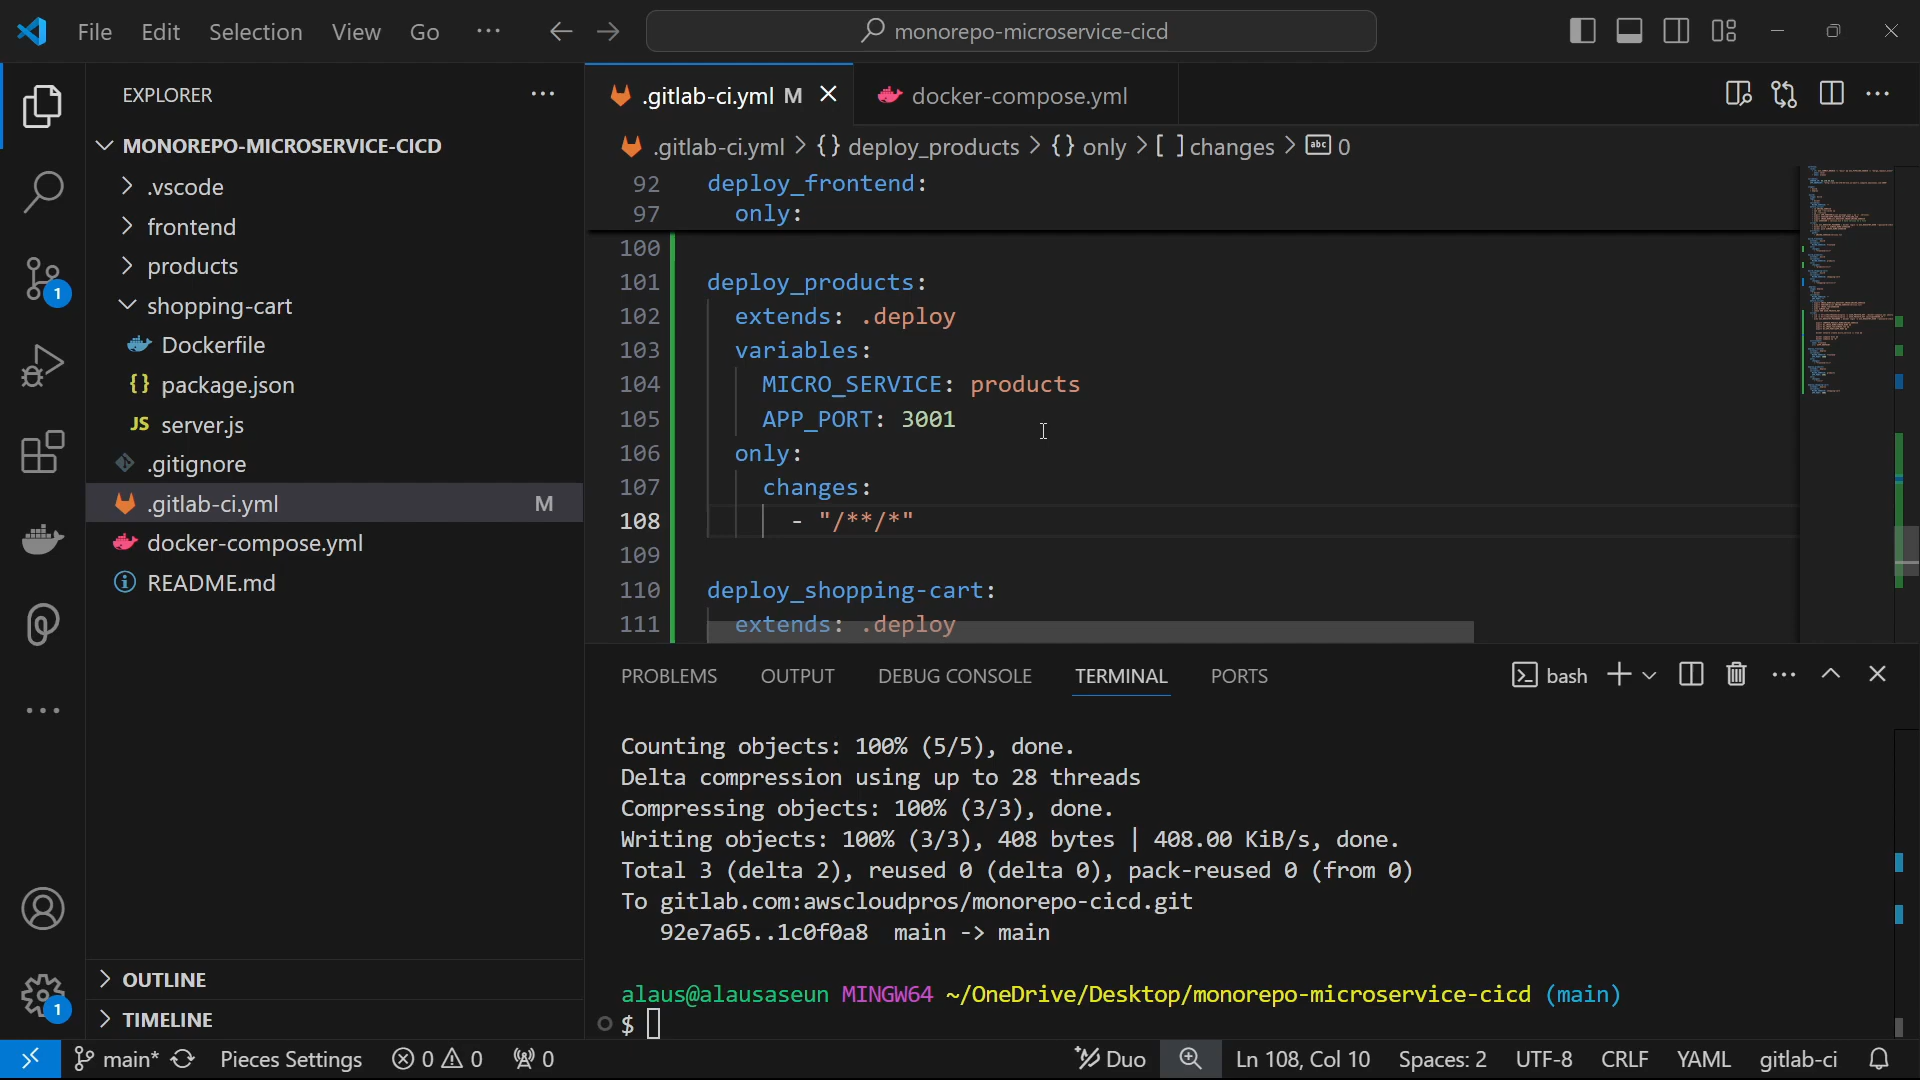 File Edit Selection View Go ··· monorepo-microservice-cicd
EXPLORER ···
MONOREPO-MICROSERVICE-CICD
.vscode
frontend
products
shopping-cart
Dockerfile
{} package.json
JS server.js
.gitignore
.gitlab-ci.yml M
docker-compose.yml
README.md
OUTLINE
TIMELINE
1
1
.gitlab-ci.yml M docker-compose.yml
.gitlab-ci.yml > {} deploy_products > {} only > [ ] changes > abc 0
92 deploy_frontend:
97 only:
100
101 deploy_products:
102 extends: .deploy
103 variables:
104 MICRO_SERVICE: products
105 APP_PORT: 3001
106 only:
107 changes:
108 - "/**/*"
109
110 deploy_shopping-cart:
111 extends: .deploy
PROBLEMS OUTPUT DEBUG CONSOLE TERMINAL PORTS bash
Counting objects: 100% (5/5), done.
Delta compression using up to 28 threads
Compressing objects: 100% (3/3), done.
Writing objects: 100% (3/3), 408 bytes | 408.00 KiB/s, done.
Total 3 (delta 2), reused 0 (delta 0), pack-reused 0 (from 0)
To gitlab.com:awscloudpros/monorepo-cicd.git
92e7a65..1c0f0a8 main -> main
alaus@alausaseun MINGW64 ~/OneDrive/Desktop/monorepo-microservice-cicd (main)
$
main* Pieces Settings 0 0 0 Duo Ln 108, Col 10 Spaces: 2 UTF-8 CRLF YAML gitlab-ci